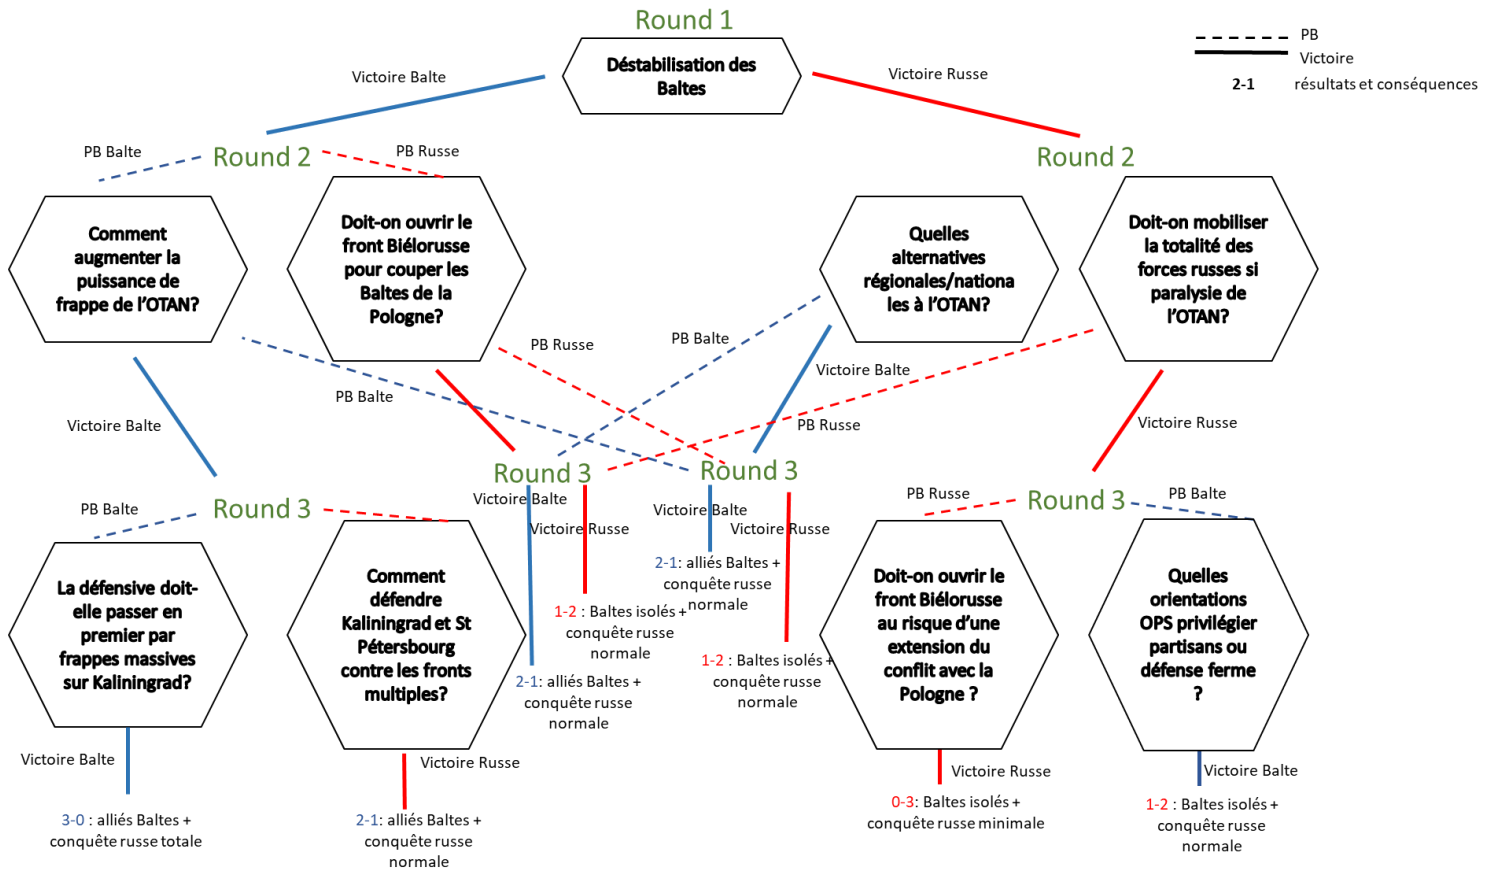 Round 1
Déstabilisation des
Baltes
PB
Victoire
2-1 résultats et conséquences
Victoire Balte
Victoire Russe
PB Balte
Round 2
PB Russe
Round 2
Comment
augmenter la
puissance de
frappe de l'OTAN?
Doit-on ouvrir le
front Biélorusse
pour couper les
Baltes de la
Pologne?
Quelles
alternatives
régionales/nationa
les à l'OTAN?
Doit-on mobiliser
la totalité des
forces russes si
paralysie de
l'OTAN?
PB Balte
PB Russe
Victoire Balte
PB Balte
Victoire Balte
PB Russe
Victoire Russe
Round 3
Round 3
Victoire Balte
Victoire Russe
Victoire Balte
Victoire Russe
2-1: alliés Baltes +
conquête russe
normale
1-2 : Baltes isolés +
conquête russe
normale
1-2 : Baltes isolés +
conquête russe
normale
2-1: alliés Baltes +
conquête russe
normale
PB Balte
Round 3
PB Russe
Round 3
PB Balte
La défensive doit-
elle passer en
premier par
frappes massives
sur Kaliningrad?
Comment
défendre
Kaliningrad et St
Pétersbourg
contre les fronts
multiples?
Doit-on ouvrir le
front Biélorusse
au risque d'une
extension du
conflit avec la
Pologne ?
Quelles
orientations
OPS privilégier
partisans ou
défense ferme
?
Victoire Balte
Victoire Russe
Victoire Russe
Victoire Balte
3-0 : alliés Baltes +
conquête russe totale
2-1: alliés Baltes +
conquête russe
normale
0-3: Baltes isolés +
conquête russe minimale
1-2 : Baltes isolés +
conquête russe
normale